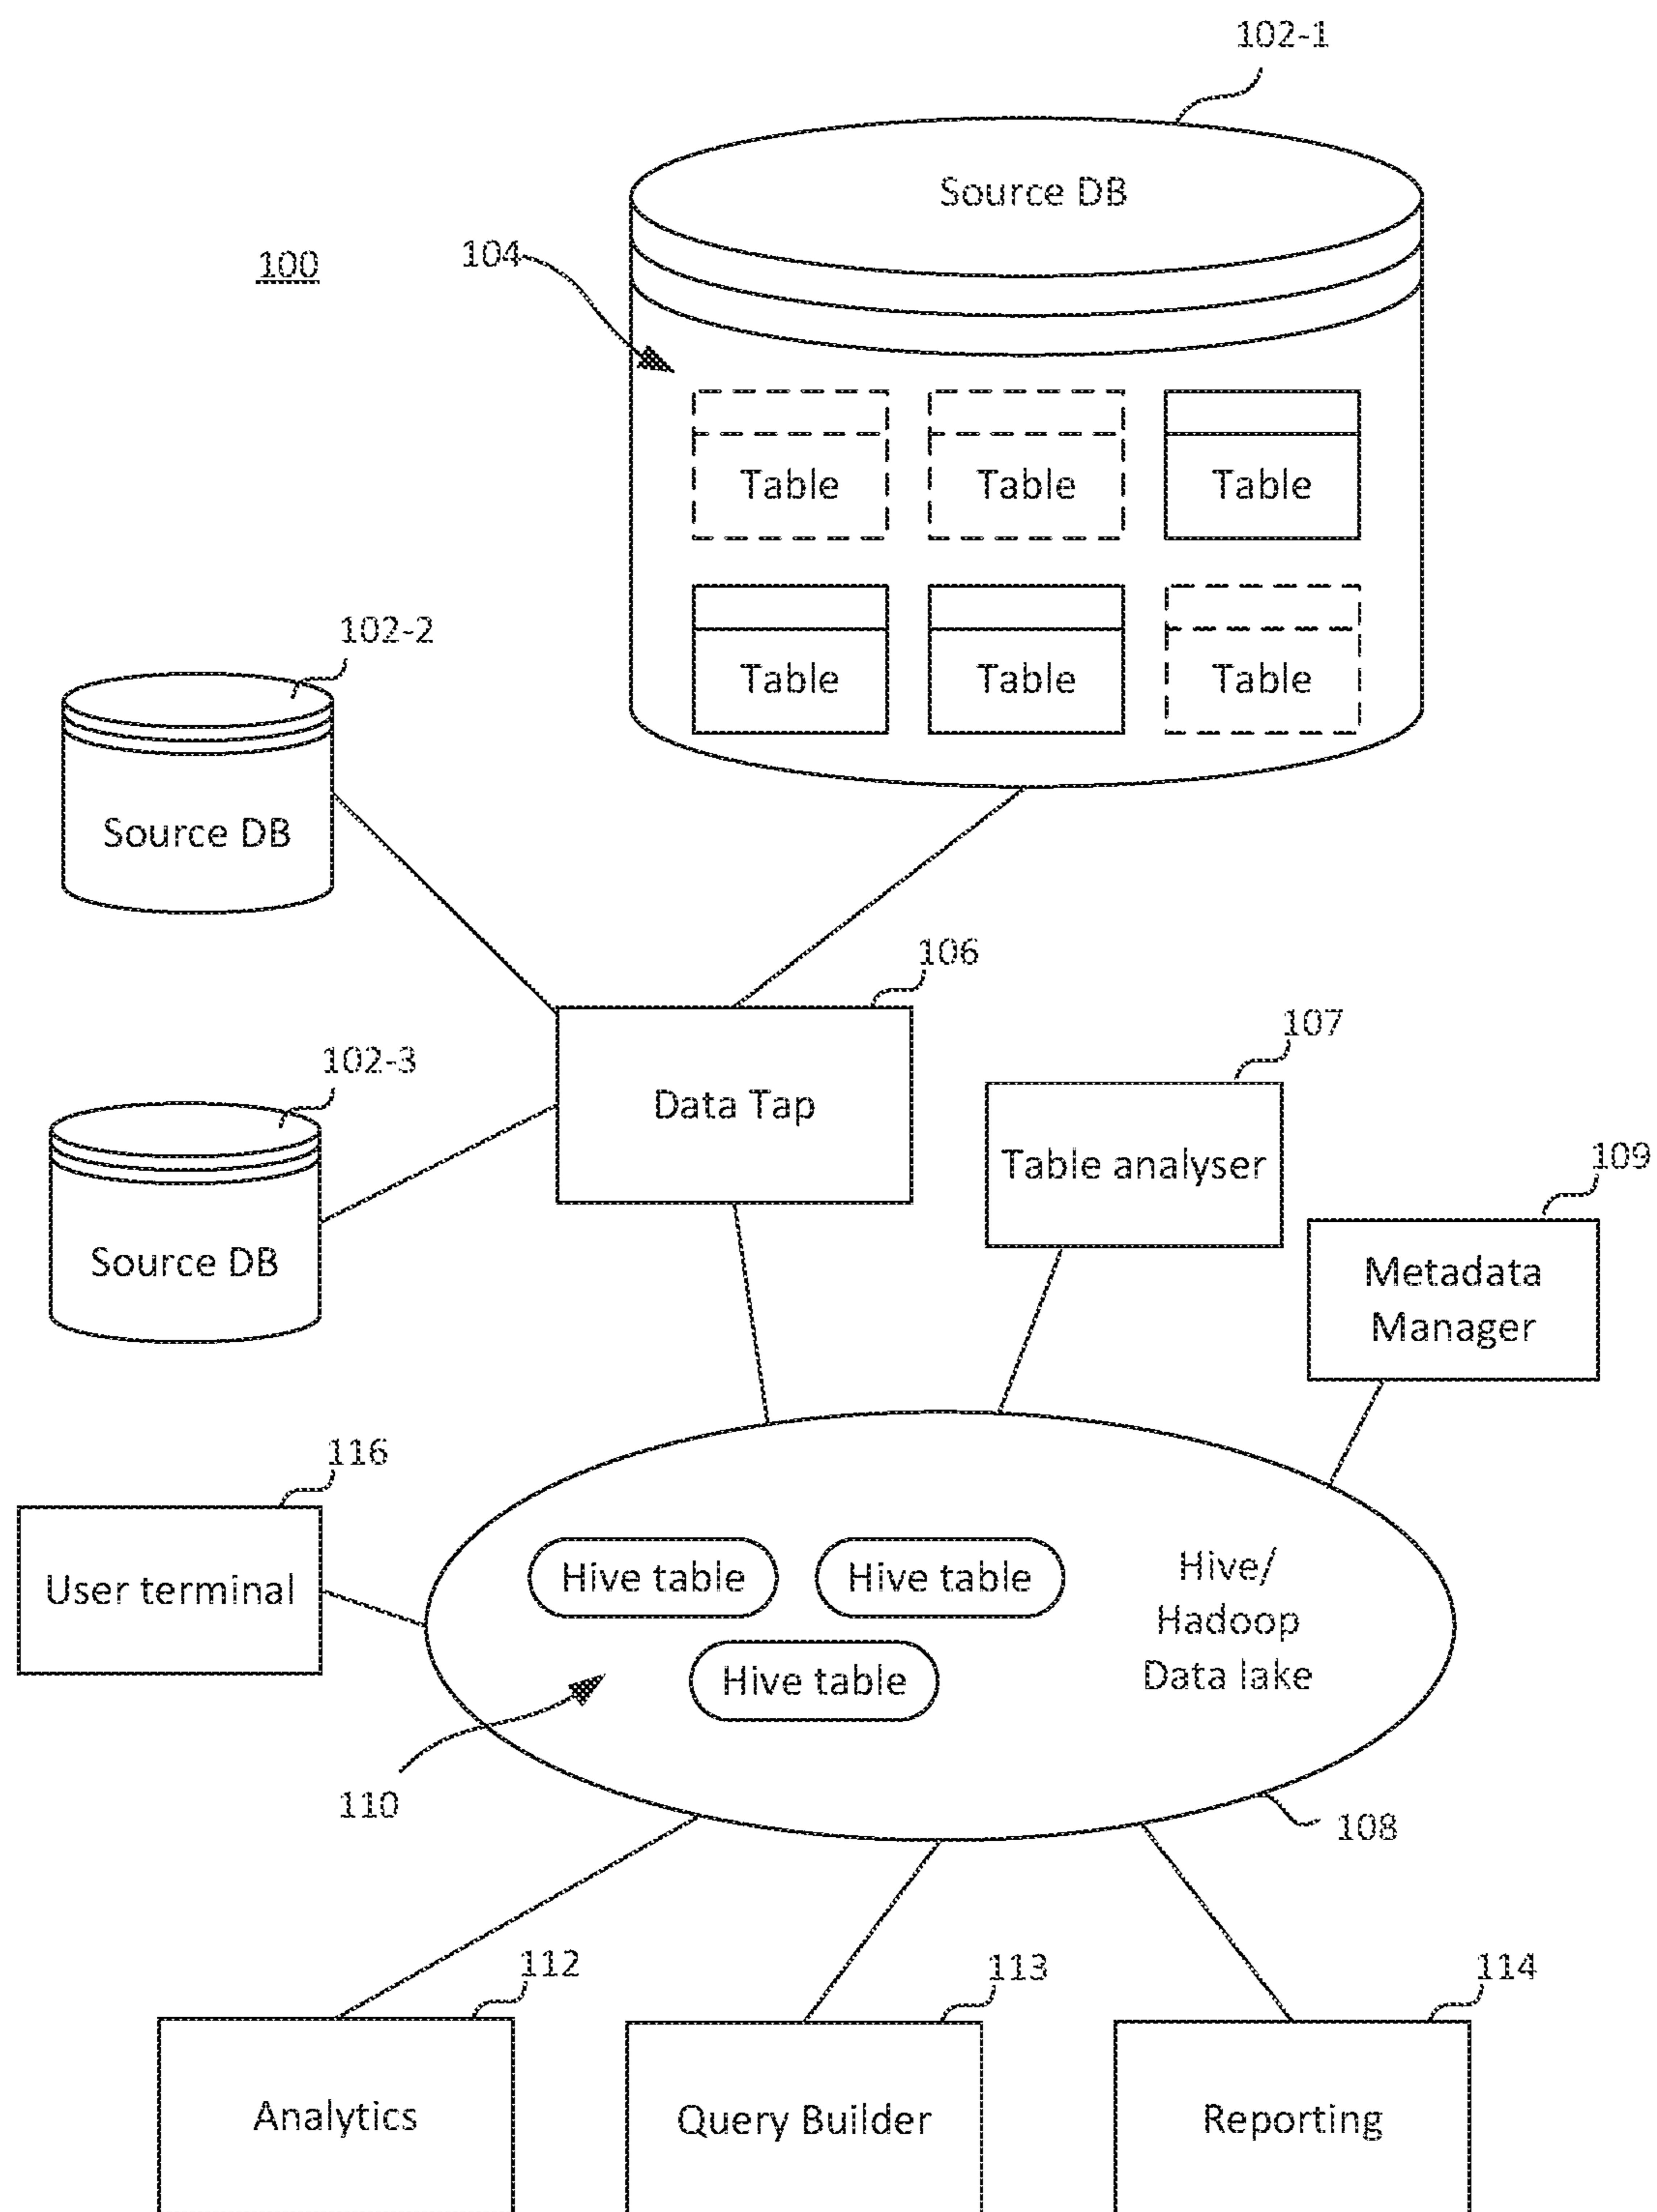 102-1
Source DB
100
104
Table
Table
Table
Table
Table
Table
102-2
Source DB
106
Data Tap
107
Table analyser
102-3
Source DB
109
Metadata
Manager
116
User terminal
Hive table
Hive table
Hive table
Hive/
Hadoop
Data lake
110
108
112
Analytics
113
Query Builder
114
Reporting